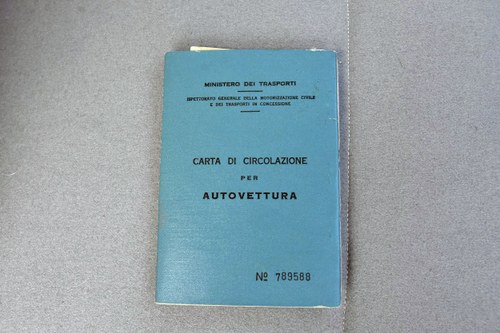 MINISTERO DEI TRASPORTI
ISPETTORATO GENERALE DELLA MOTORIZZAZIONE CIVILE
E DEI TRASPORTI IN CONCESSIONE
CARTA DI CIRCOLAZIONE
PER
AUTOVETTURA
№ 789588